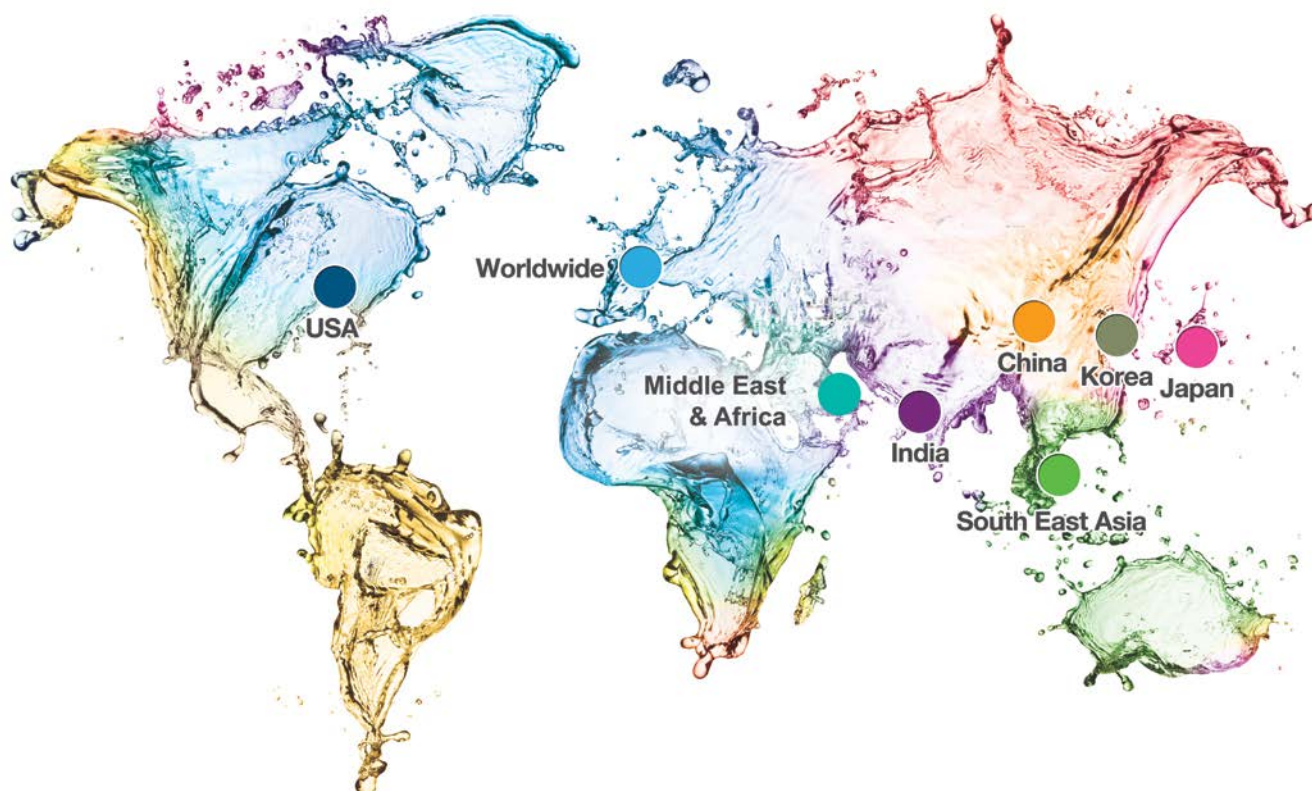 Worldwide
USA
China
Korea
Japan
Middle East
& Africa
India
South East Asia